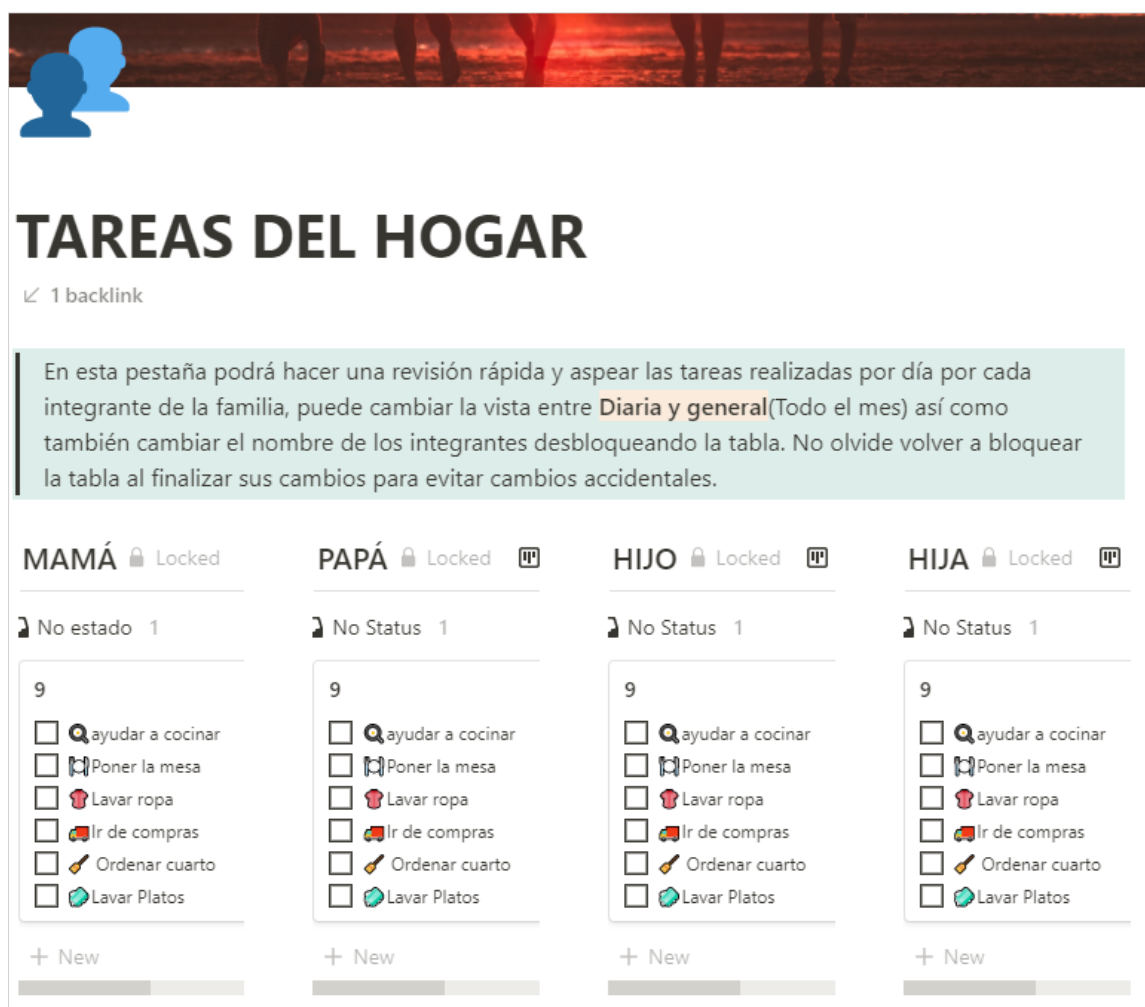 TAREAS DEL HOGAR
1 backlink
En esta pestaña podrá hacer una revisión rápida y aspear las tareas realizadas por día por cada
integrante de la familia, puede cambiar la vista entre Diaria y general(Todo el mes) así como
también cambiar el nombre de los integrantes desbloqueando la tabla. No olvide volver a bloquear
la tabla al finalizar sus cambios para evitar cambios accidentales.
MAMÁ Locked
No estado 1
9
ayudar a cocinar
Poner la mesa
Lavar ropa
Ir de compras
Ordenar cuarto
Lavar Platos
+ New
PAPÁ Locked
No Status 1
9
ayudar a cocinar
Poner la mesa
Lavar ropa
Ir de compras
Ordenar cuarto
Lavar Platos
+ New
HIJO Locked
No Status 1
9
ayudar a cocinar
Poner la mesa
Lavar ropa
Ir de compras
Ordenar cuarto
Lavar Platos
+ New
HIJA Locked
No Status 1
9
ayudar a cocinar
Poner la mesa
Lavar ropa
Ir de compras
Ordenar cuarto
Lavar Platos
+ New